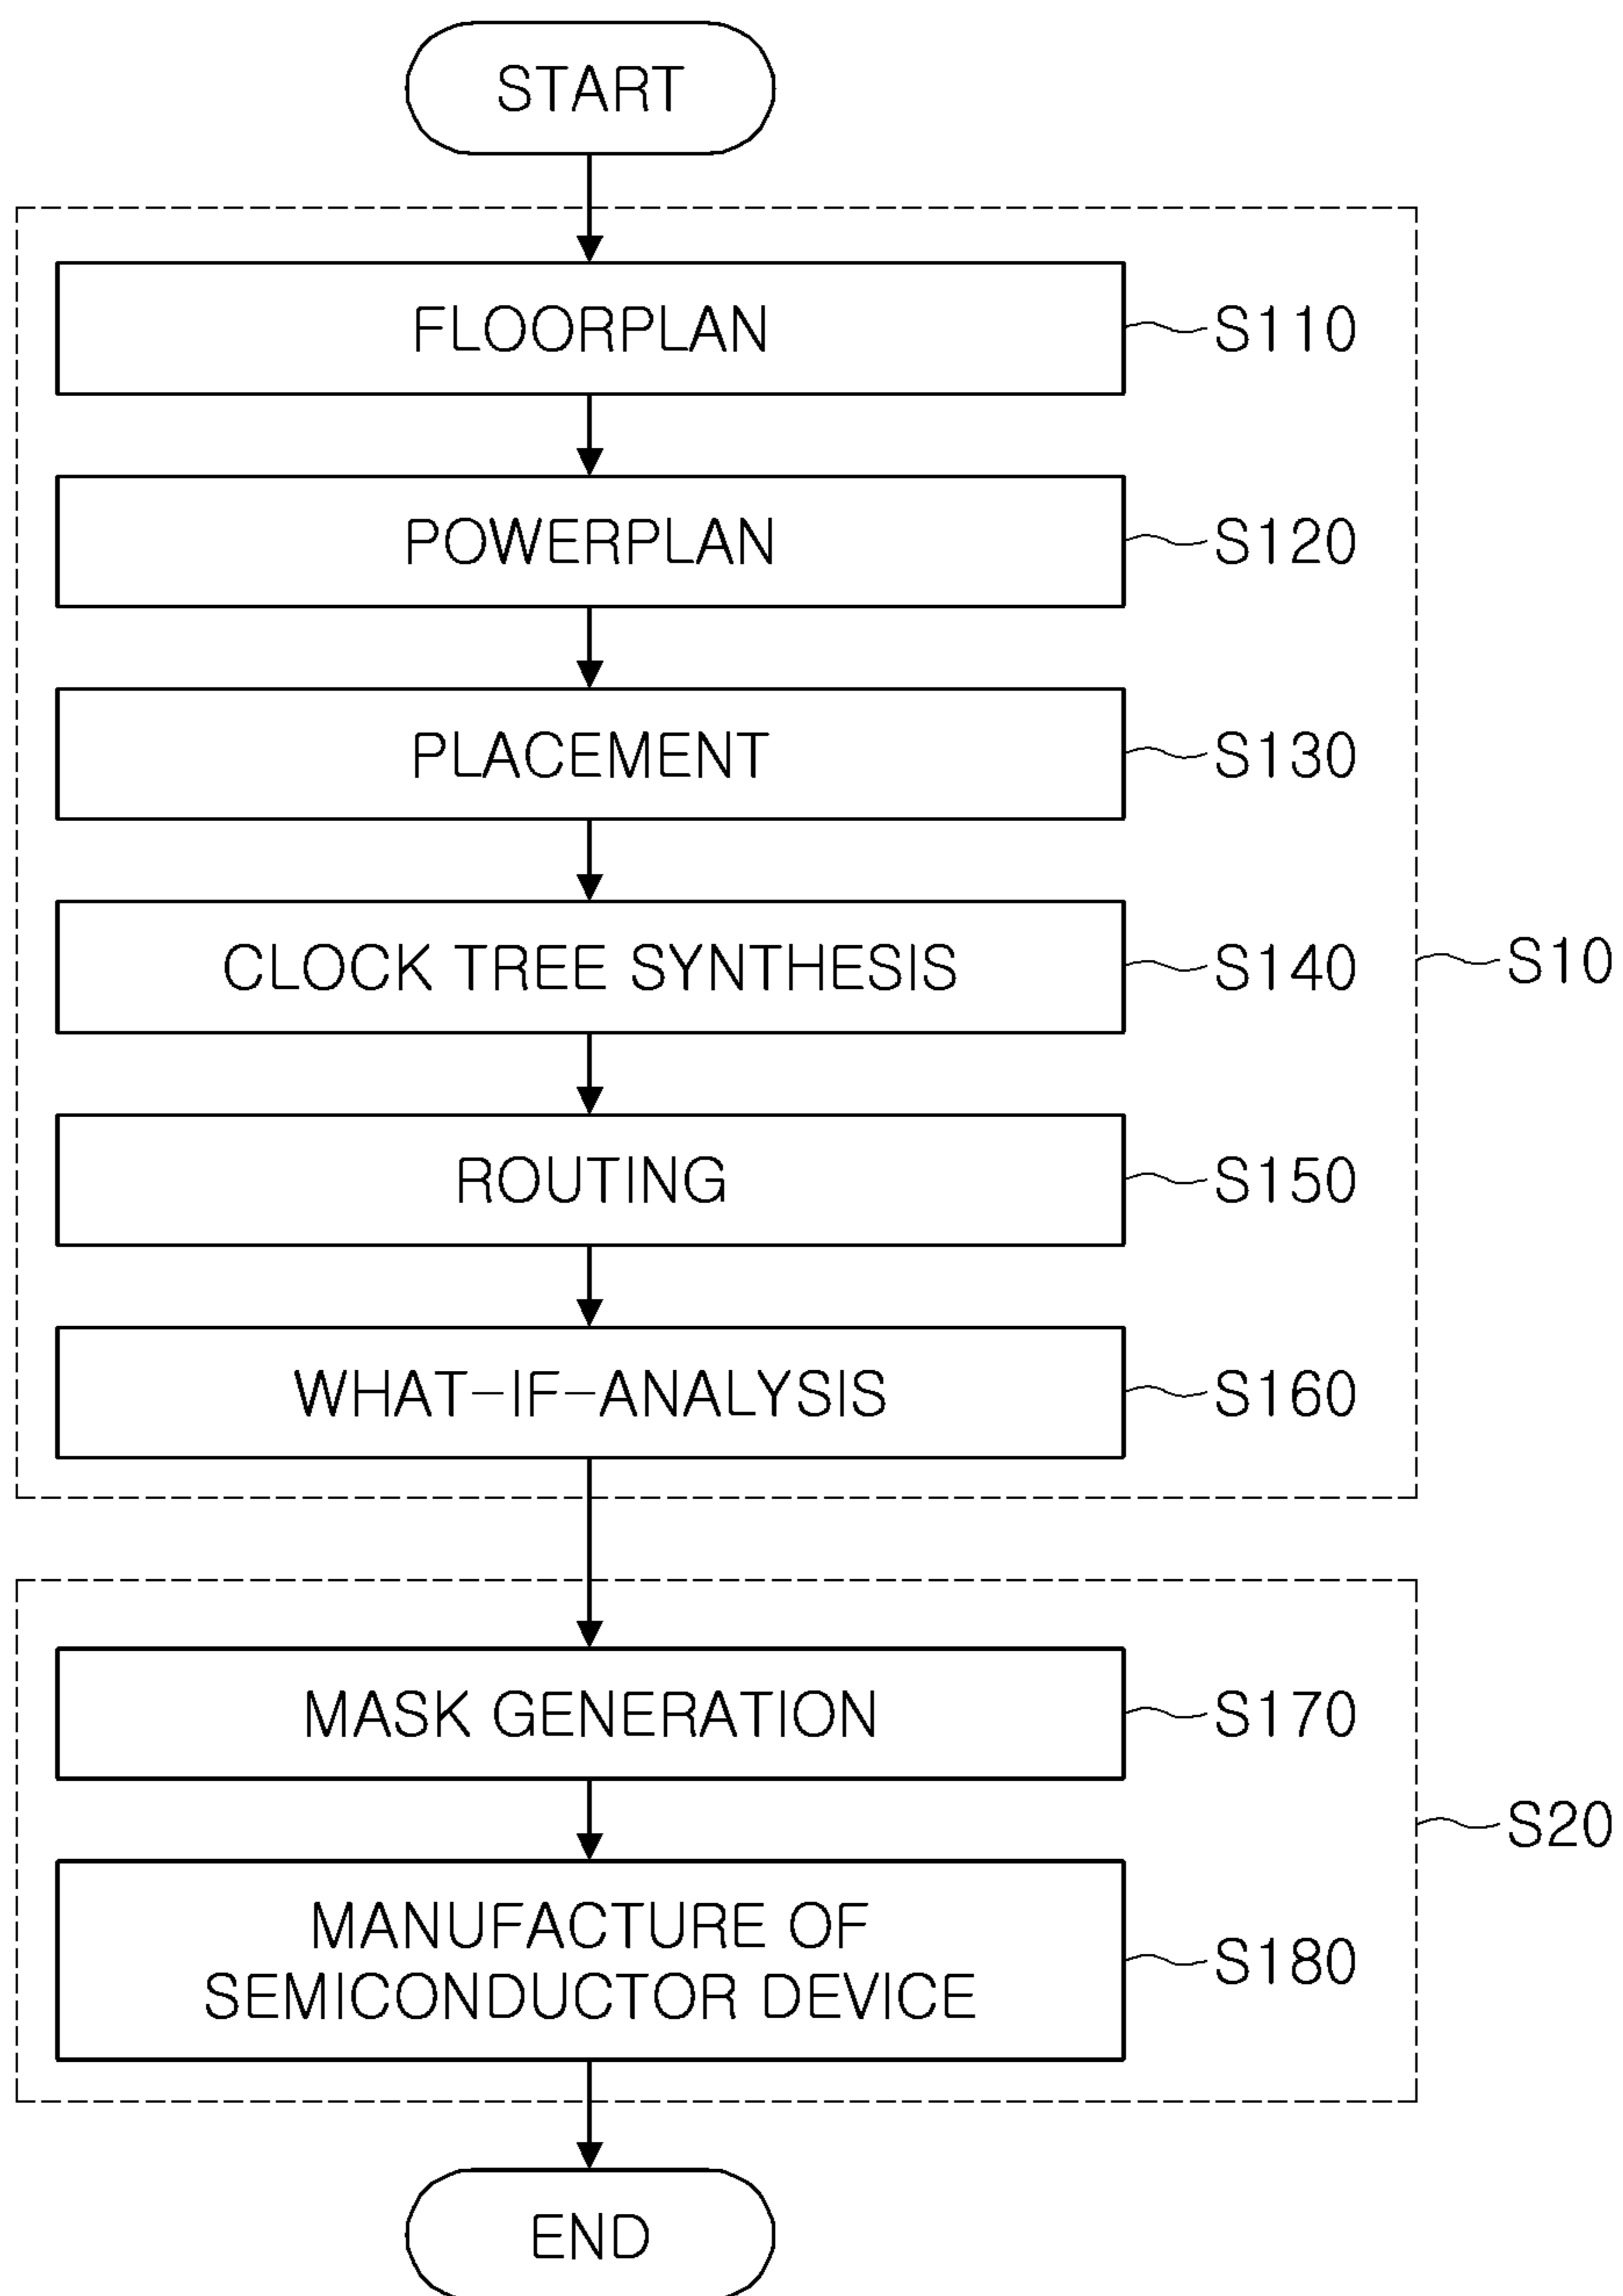 START
FLOORPLAN
S110
POWERPLAN
S120
PLACEMENT
S130
CLOCK TREE SYNTHESIS
S140
S10
ROUTING
S150
WHAT-IF-ANALYSIS
S160
MASK GENERATION
S170
S20
MANUFACTURE OF
SEMICONDUCTOR DEVICE
S180
END